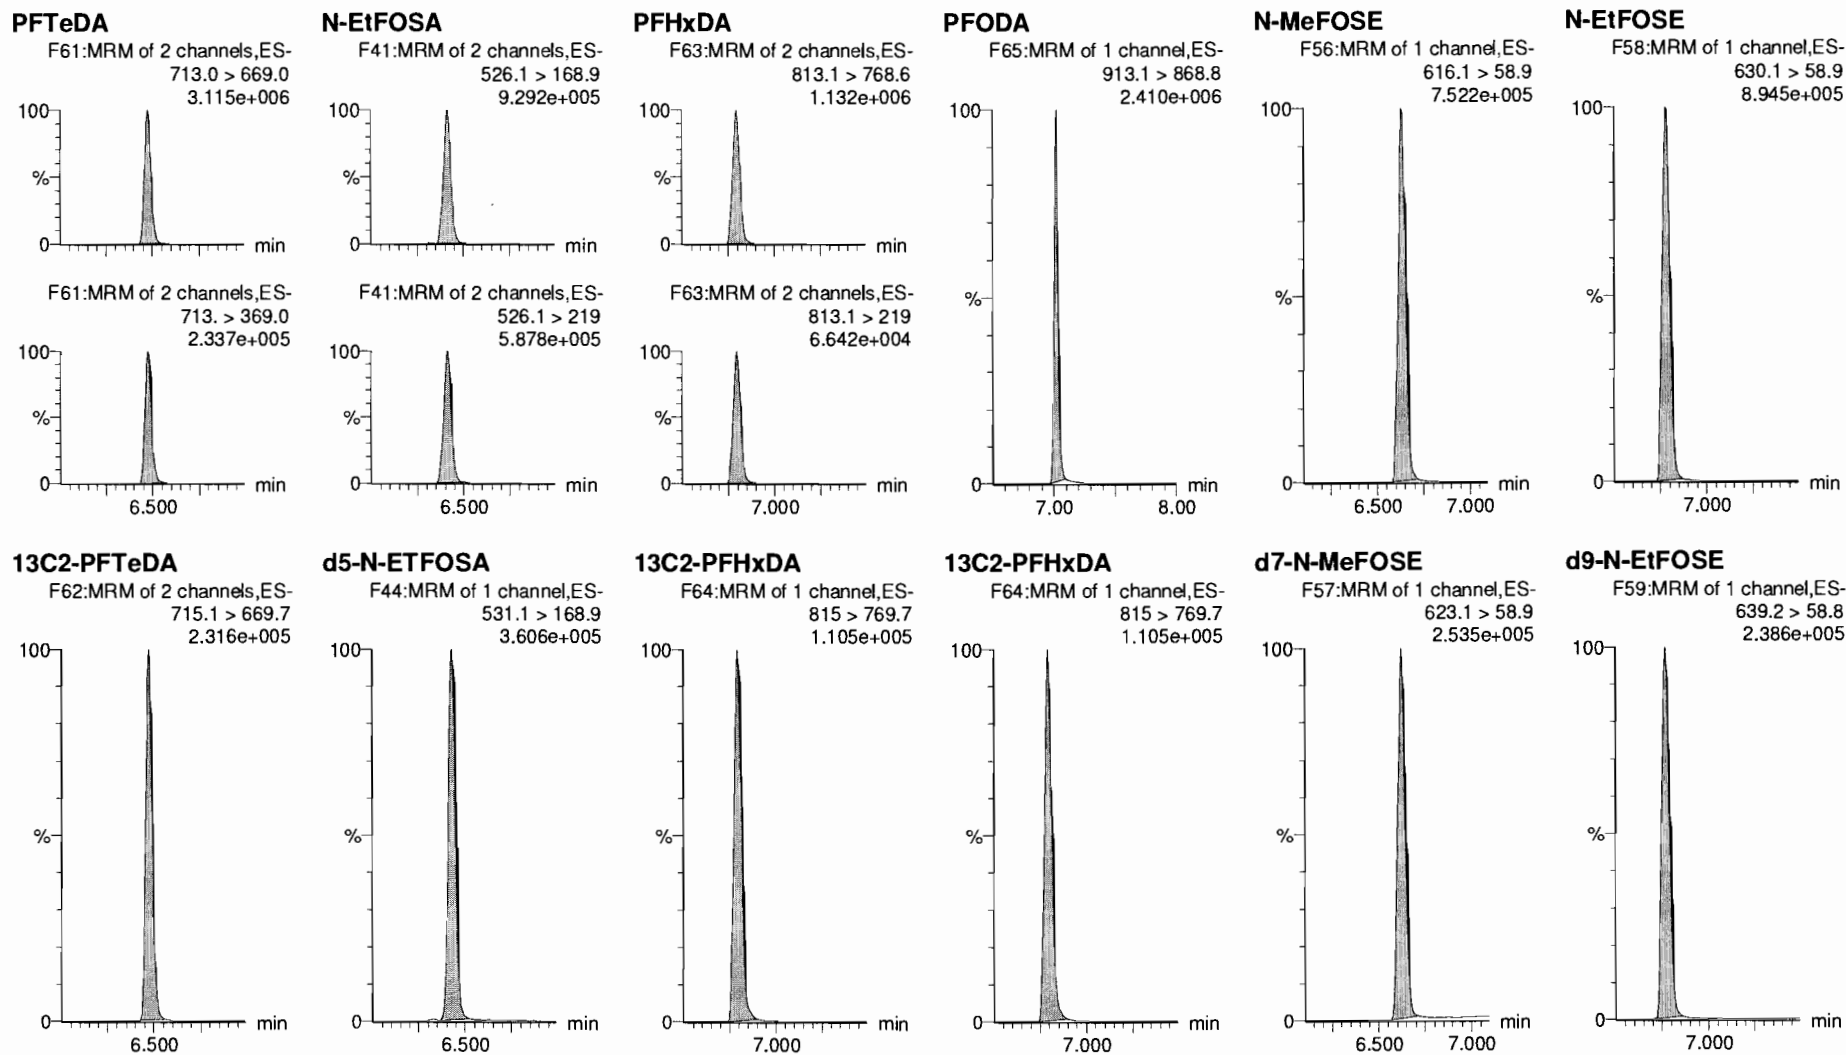 PFTeDA
F61:MRM of 2 channels,ES-
713.0 > 669.0
3.115e+006
100
%
0
min
F61:MRM of 2 channels,ES-
713. > 369.0
2.337e+005
100
%
0
min
6.500
N-EtFOSA
F41:MRM of 2 channels,ES-
526.1 > 168.9
9.292e+005
100
%
0
min
F41:MRM of 2 channels,ES-
526.1 > 219
5.878e+005
100
%
0
min
6.500
PFHxDA
F63:MRM of 2 channels,ES-
813.1 > 768.6
1.132e+006
100
%
0
min
F63:MRM of 2 channels,ES-
813.1 > 219
6.642e+004
100
%
0
min
7.000
PFODA
F65:MRM of 1 channel,ES-
913.1 > 868.8
2.410e+006
100
%
0
min
7.00 8.00
N-MeFOSE
F56:MRM of 1 channel,ES-
616.1 > 58.9
7.522e+005
100
%
0
min
6.500 7.000
N-EtFOSE
F58:MRM of 1 channel,ES-
630.1 > 58.9
8.945e+005
100
%
0
min
7.000
13C2-PFTeDA
F62:MRM of 2 channels,ES-
715.1 > 669.7
2.316e+005
100
%
0
min
6.500
d5-N-ETFOSA
F44:MRM of 1 channel,ES-
531.1 > 168.9
3.606e+005
100
%
0
min
6.500
13C2-PFHxDA
F64:MRM of 1 channel,ES-
815 > 769.7
1.105e+005
100
%
0
min
7.000
13C2-PFHxDA
F64:MRM of 1 channel,ES-
815 > 769.7
1.105e+005
100
%
0
min
7.000
d7-N-MeFOSE
F57:MRM of 1 channel,ES-
623.1 > 58.9
2.535e+005
100
%
0
min
6.500 7.000
d9-N-EtFOSE
F59:MRM of 1 channel,ES-
639.2 > 58.8
2.386e+005
100
%
0
min
7.000